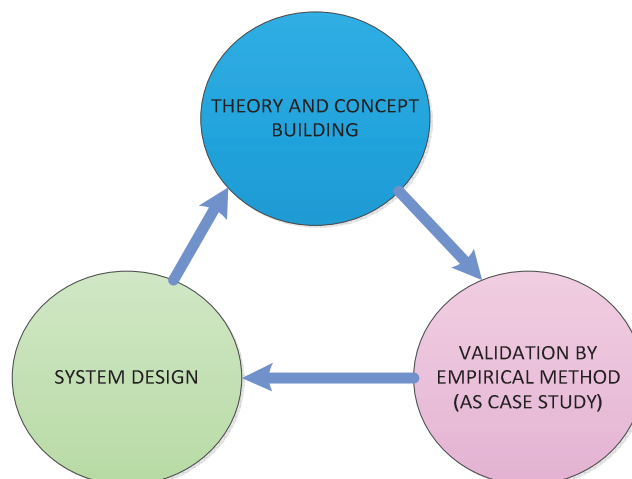 THEORY AND CONCEPT
BUILDING
SYSTEM DESIGN
VALIDATION BY
EMPIRICAL METHOD
(AS CASE STUDY)